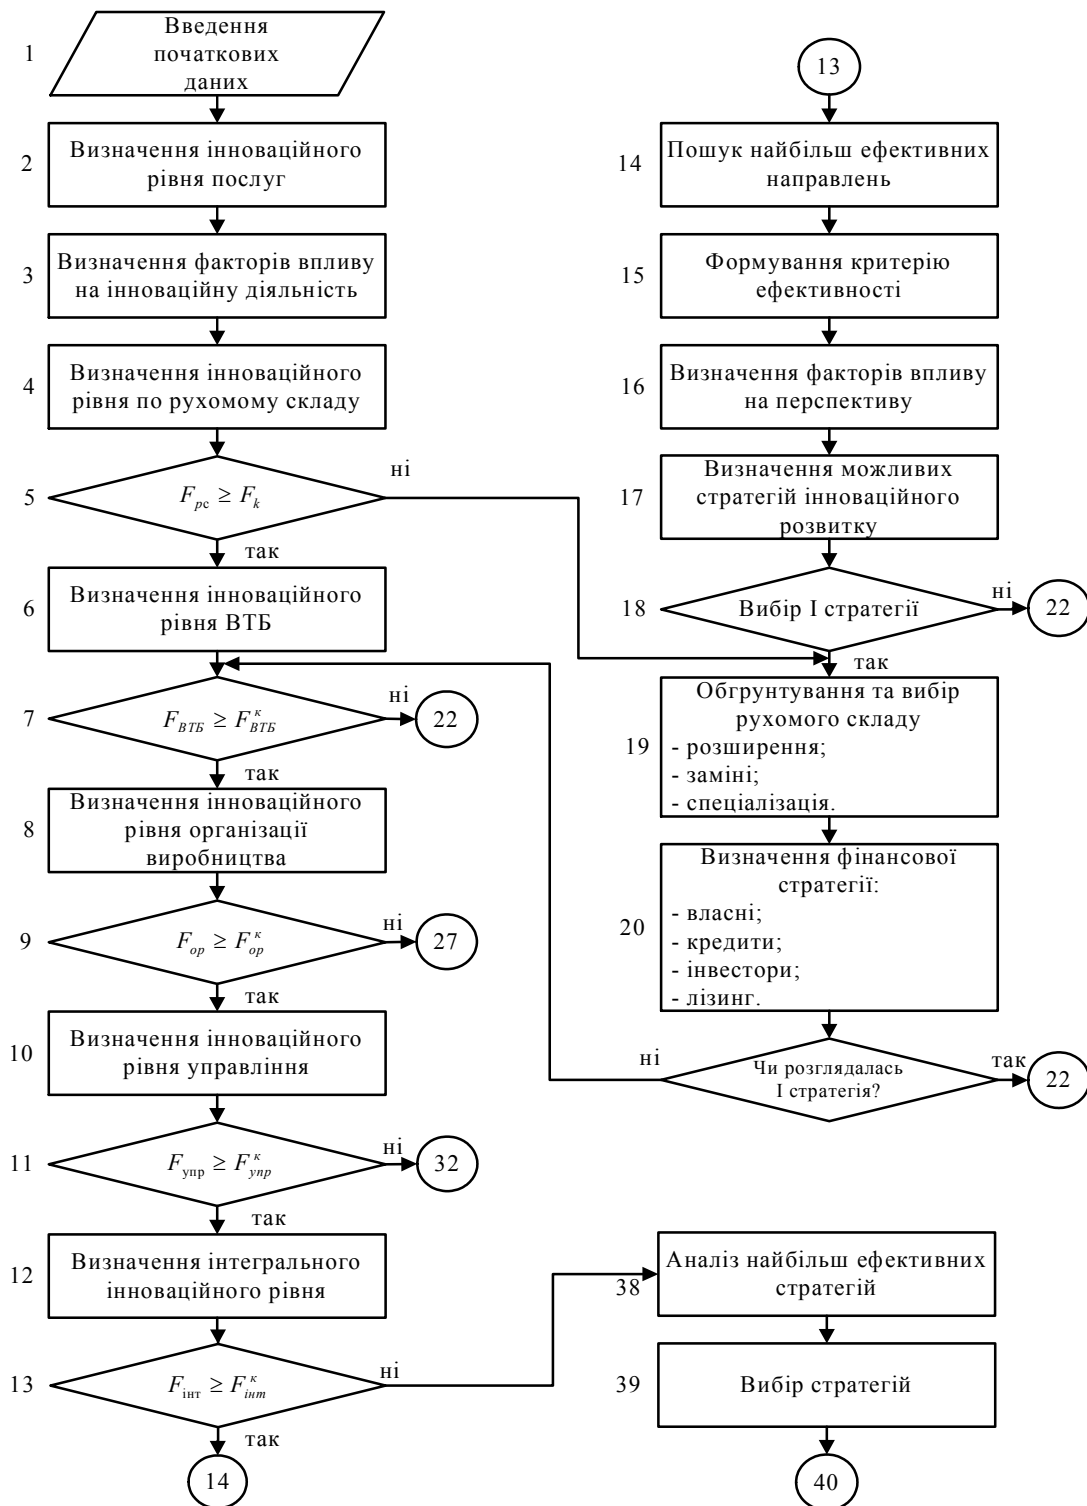 1
Введення
початкових
даних
2
Визначення інноваційного
рівня послуг
3
Визначення факторів впливу
на інноваційну діяльність
4
Визначення інноваційного
рівня по рухомому складу
5
F_pc ≥ F_k
ні
так
6
Визначення інноваційного
рівня ВТБ
7
F_ВТБ ≥ F^к_ВТБ
ні
22
так
8
Визначення інноваційного
рівня організації
виробництва
9
F_op ≥ F^к_op
ні
27
так
10
Визначення інноваційного
рівня управління
11
F_упр ≥ F^к_упр
ні
32
так
12
Визначення інтегрального
інноваційного рівня
13
F_інт ≥ F^к_інт
ні
так
14
13
14
Пошук найбільш ефективних
направлень
15
Формування критерію
ефективності
16
Визначення факторів впливу
на перспективу
17
Визначення можливих
стратегій інноваційного
розвитку
18
Вибір І стратегії
ні
22
так
19
Обгрунтування та вибір
рухомого складу
- розширення;
- заміні;
- спеціалізація.
20
Визначення фінансової
стратегії:
- власні;
- кредити;
- інвестори;
- лізинг.
ні
Чи розглядалась
І стратегія?
так
22
38
Аналіз найбільш ефективних
стратегій
39
Вибір стратегій
40